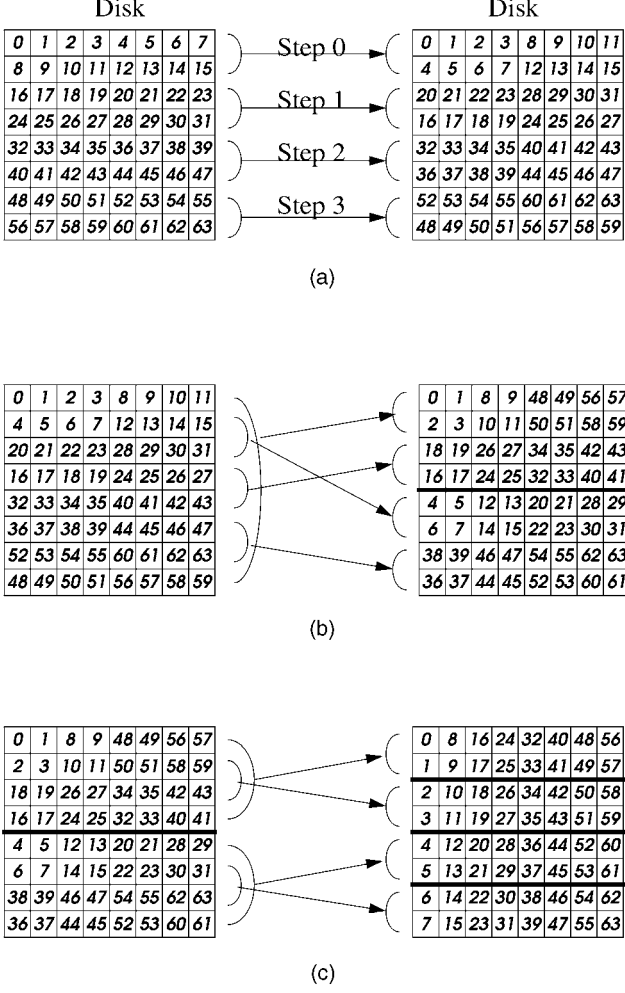 Disk Disk
0 1 2 3 4 5 6 7 Step 0 0 1 2 3 8 9 10 11
8 9 10 11 12 13 14 15 4 5 6 7 12 13 14 15
16 17 18 19 20 21 22 23 Step 1 20 21 22 23 28 29 30 31
24 25 26 27 28 29 30 31 16 17 18 19 24 25 26 27
32 33 34 35 36 37 38 39 Step 2 32 33 34 35 40 41 42 43
40 41 42 43 44 45 46 47 36 37 38 39 44 45 46 47
48 49 50 51 52 53 54 55 Step 3 52 53 54 55 60 61 62 63
56 57 58 59 60 61 62 63 48 49 50 51 56 57 58 59
(a)
0 1 2 3 8 9 10 11 0 1 8 9 48 49 56 57
4 5 6 7 12 13 14 15 2 3 10 11 50 51 58 59
20 21 22 23 28 29 30 31 18 19 26 27 34 35 42 43
16 17 18 19 24 25 26 27 16 17 24 25 32 33 40 41
32 33 34 35 40 41 42 43 4 5 12 13 20 21 28 29
36 37 38 39 44 45 46 47 6 7 14 15 22 23 30 31
52 53 54 55 60 61 62 63 38 39 46 47 54 55 62 63
48 49 50 51 56 57 58 59 36 37 44 45 52 53 60 61
(b)
0 1 8 9 48 49 56 57 0 8 16 24 32 40 48 56
2 3 10 11 50 51 58 59 1 9 17 25 33 41 49 57
18 19 26 27 34 35 42 43 2 10 18 26 34 42 50 58
16 17 24 25 32 33 40 41 3 11 19 27 35 43 51 59
4 5 12 13 20 21 28 29 4 12 20 28 36 44 52 60
6 7 14 15 22 23 30 31 5 13 21 29 37 45 53 61
38 39 46 47 54 55 62 63 6 14 22 30 38 46 54 62
36 37 44 45 52 53 60 61 7 15 23 31 39 47 55 63
(c)